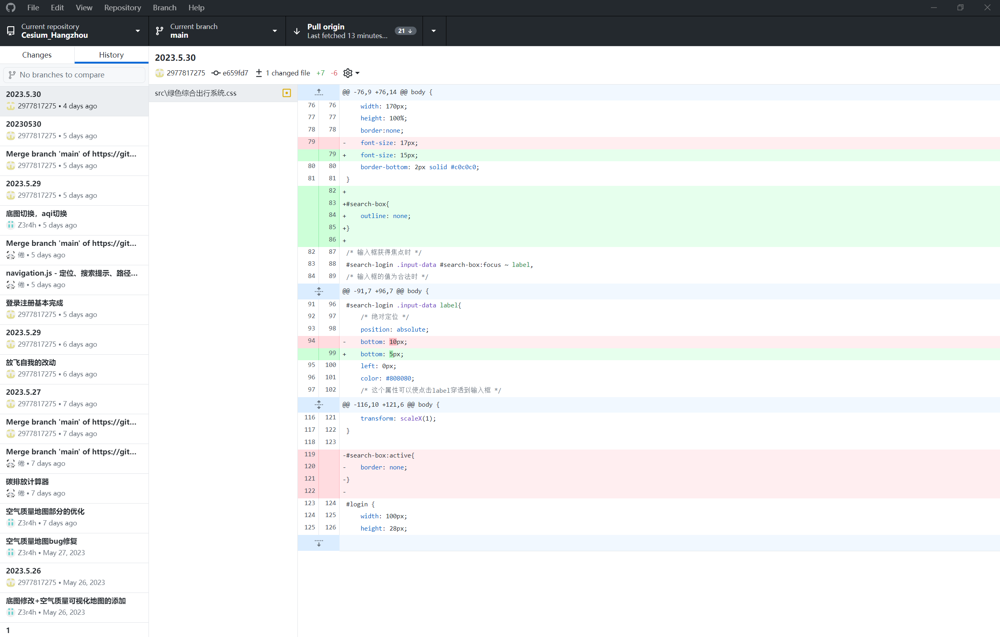 File Edit View Repository Branch Help
Current repository
Cesium_Hangzhou
Current branch
main
Pull origin
Last fetched 13 minutes...
21
Changes
History
No branches to compare
2023.5.30
2977817275 • 4 days ago
20230530
2977817275 • 5 days ago
Merge branch 'main' of https://git...
2977817275 • 5 days ago
2023.5.29
2977817275 • 5 days ago
底图切换，aqi切换
Z3r4h • 5 days ago
Merge branch 'main' of https://git...
倦 • 5 days ago
navigation.js - 定位、搜索提示、路径...
倦 • 5 days ago
登录注册基本完成
2977817275 • 5 days ago
2023.5.29
2977817275 • 6 days ago
放飞自我的改动
2977817275 • 6 days ago
2023.5.27
2977817275 • 7 days ago
Merge branch 'main' of https://git...
2977817275 • 7 days ago
Merge branch 'main' of https://git...
倦 • 7 days ago
碳排放计算器
倦 • 7 days ago
空气质量地图部分的优化
Z3r4h • 7 days ago
空气质量地图bug修复
Z3r4h • May 27, 2023
2023.5.26
2977817275 • May 26, 2023
底图修改+空气质量可视化地图的添加
Z3r4h • May 26, 2023
1
2023.5.30
2977817275 e659fd7 1 changed file +7 -6
src\绿色综合出行系统.css
@@ -76,9 +76,14 @@ body {
76 76 width: 170px;
77 77 height: 100%;
78 78 border:none;
79 - font-size: 17px;
79 + font-size: 15px;
80 80 border-bottom: 2px solid #c0c0c0;
81 81 }
82 +
83 +#search-box{
84 + outline: none;
85 +}
86 +
82 87 /* 输入框获得焦点时 */
83 88 #search-login .input-data #search-box:focus ~ label,
84 89 /* 输入框的值为合法时 */
@@ -91,7 +96,7 @@ body {
91 96 #search-login .input-data label{
92 97 /* 绝对定位 */
93 98 position: absolute;
94 - bottom: 10px;
99 + bottom: 5px;
95 100 left: 0px;
96 101 color: #808080;
97 102 /* 这个属性可以使点击label穿透到输入框 */
@@ -116,10 +121,6 @@ body {
116 121 transform: scaleX(1);
117 122 }
118 123
119 -#search-box:active{
120 - border: none;
121 -}
122 -
123 124 #login {
124 125 width: 100px;
125 126 height: 28px;